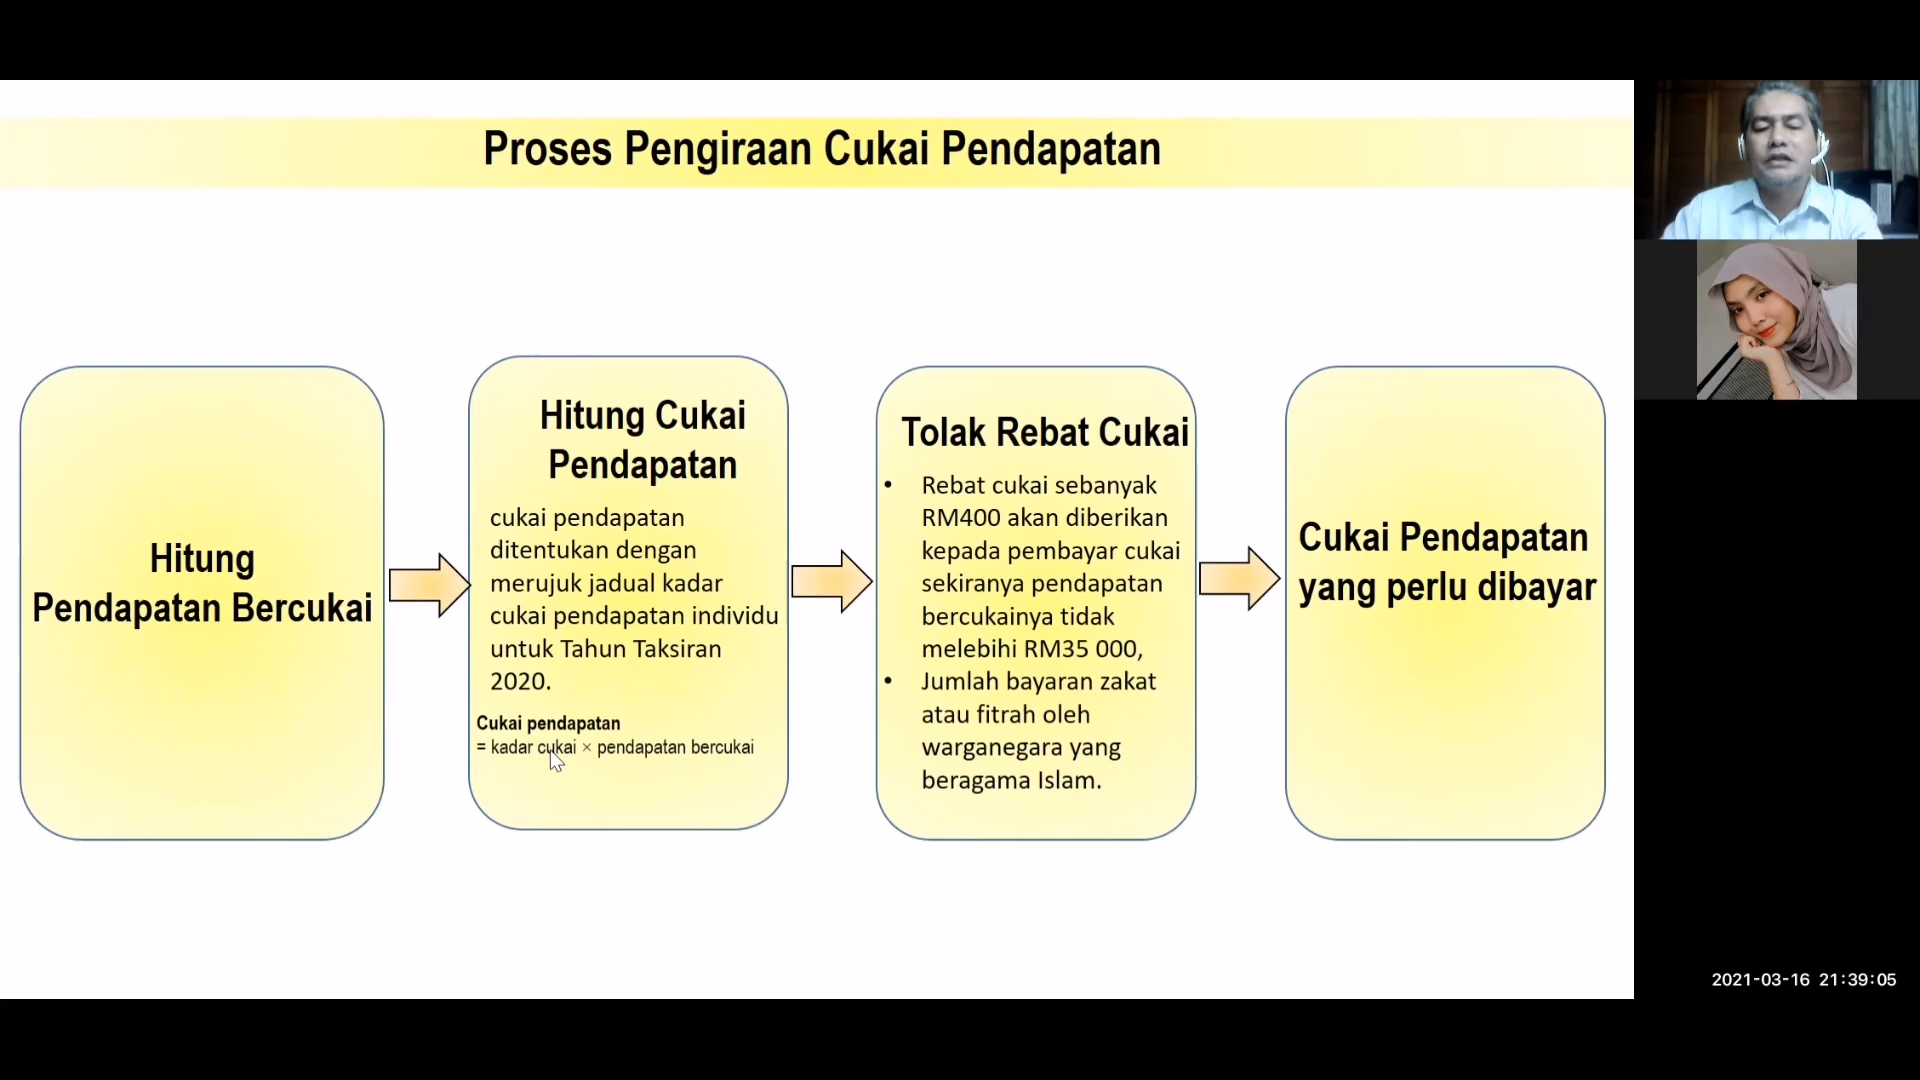 Proses Pengiraan Cukai Pendapatan
Hitung
Pendapatan Bercukai
Hitung Cukai
Pendapatan
cukai pendapatan
ditentukan dengan
merujuk jadual kadar
cukai pendapatan individu
untuk Tahun Taksiran
2020.
Cukai pendapatan
= kadar cukai × pendapatan bercukai
Tolak Rebat Cukai
• Rebat cukai sebanyak
RM400 akan diberikan
kepada pembayar cukai
sekiranya pendapatan
bercukainya tidak
melebihi RM35 000,
• Jumlah bayaran zakat
atau fitrah oleh
warganegara yang
beragama Islam.
Cukai Pendapatan
yang perlu dibayar
2021-03-16 21:39:05